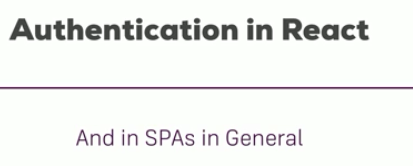 Authentication in React
And in SPAs in General